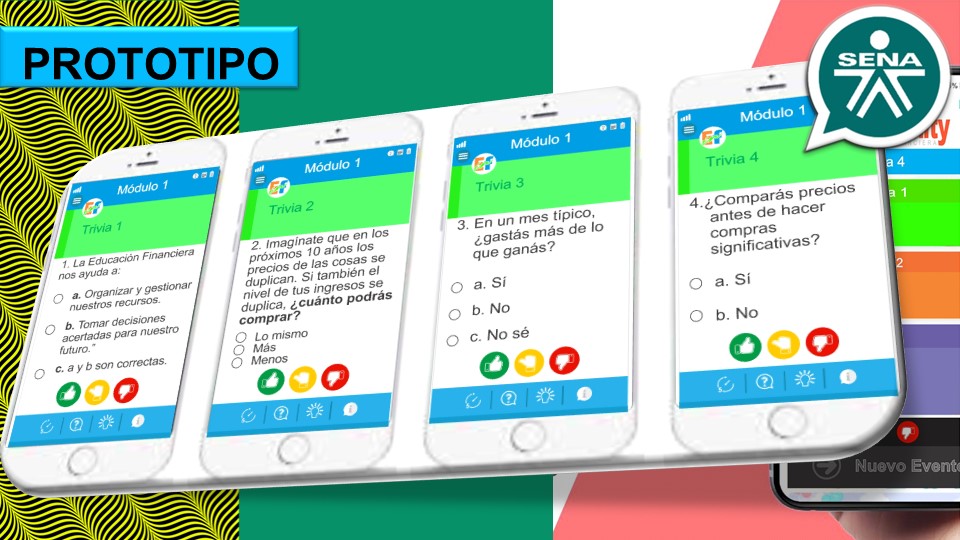 PROTOTIPO
SENA
Módulo 1
Trivia 1
1. La Educación Financiera
nos ayuda a:
a. Organizar y gestionar
nuestros recursos.
b. Tomar decisiones
acertadas para nuestro
futuro."
c. a y b son correctas.
Módulo 1
Trivia 2
2. Imagínate que en los
próximos 10 años los
precios de las cosas se
duplican. Si también el
nivel de tus ingresos se
duplica, ¿cuánto podrás
comprar?
Lo mismo
Más
Menos
Módulo 1
Trivia 3
3. En un mes típico,
¿gastás más de lo
que ganás?
a. Sí
b. No
c. No sé
Módulo 1
Trivia 4
4.¿Comparás precios
antes de hacer
compras
significativas?
a. Sí
b. No
a 4
a 1
2
Nuevo Evento